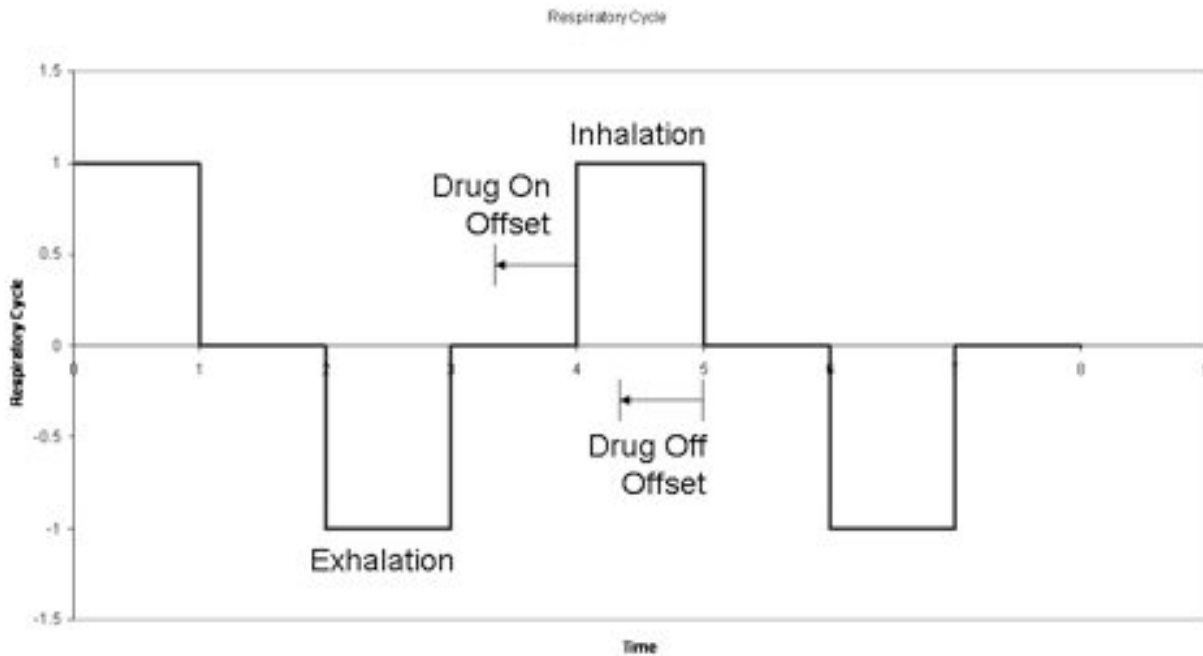 Respiratory Cycle
1.5
Inhalation
1
Drug On
Offset
0.5
Respiratory Cycle
0
0 1 2 3 4 5 6 7 8
Drug Off
Offset
-0.5
-1
Exhalation
-1.5
Time